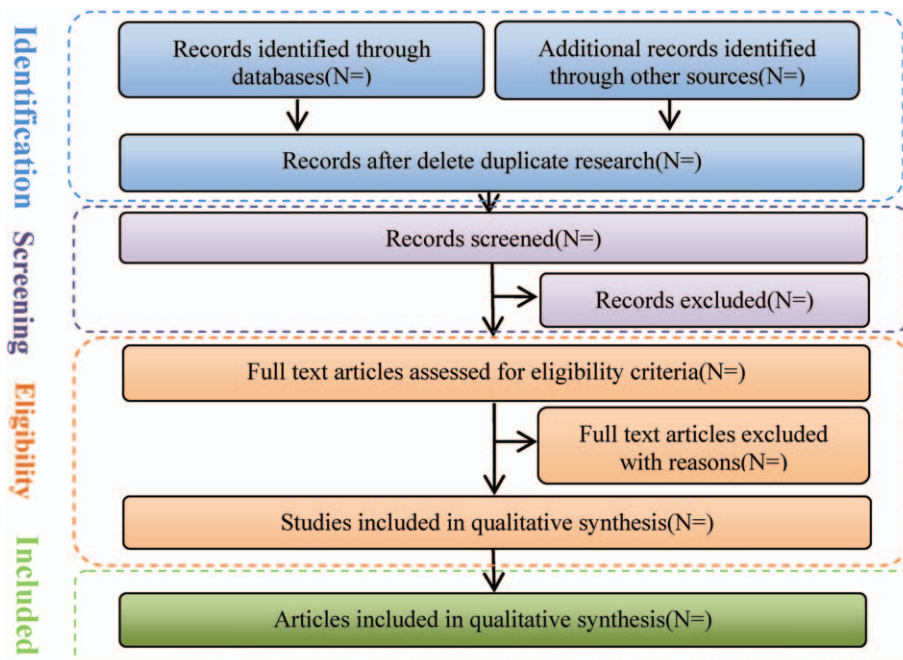 Identification
Records identified through
databases(N=)
Additional records identified
through other sources(N=)
Records after delete duplicate research(N=)
Screening
Records screened(N=)
Records excluded(N=)
Eligibility
Full text articles assessed for eligibility criteria(N=)
Full text articles excluded
with reasons(N=)
Studies included in qualitative synthesis(N=)
Included
Articles included in qualitative synthesis(N=)